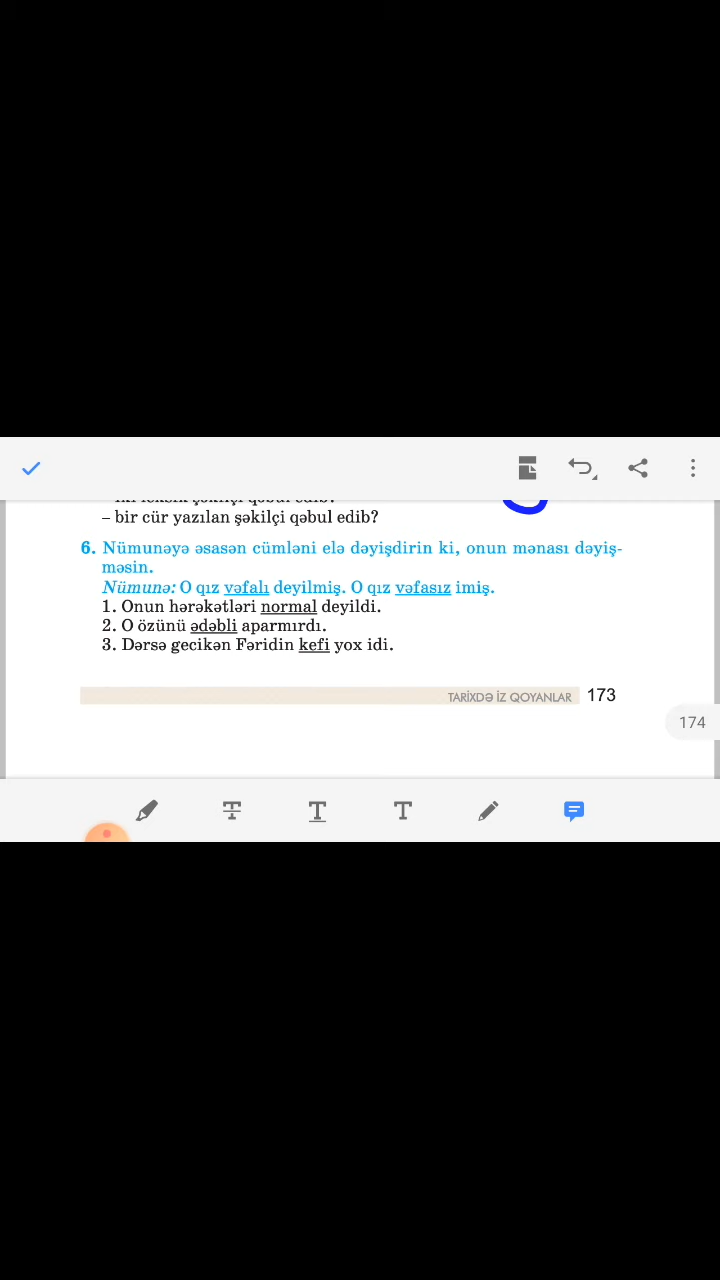 – bir cür yazılan şəkilçi qəbul edib?
6. Nümunəyə əsasən cümləni elə dəyişdirin ki, onun mənası dəyiş-
məsin.
Nümunə: O qız vəfalı deyilmiş. O qız vəfasız imiş.
1. Onun hərəkətləri normal deyildi.
2. O özünü ədəbli aparmırdı.
3. Dərsə gecikən Fəridin kefi yox idi.
TARİXDƏ İZ QOYANLAR 173
174